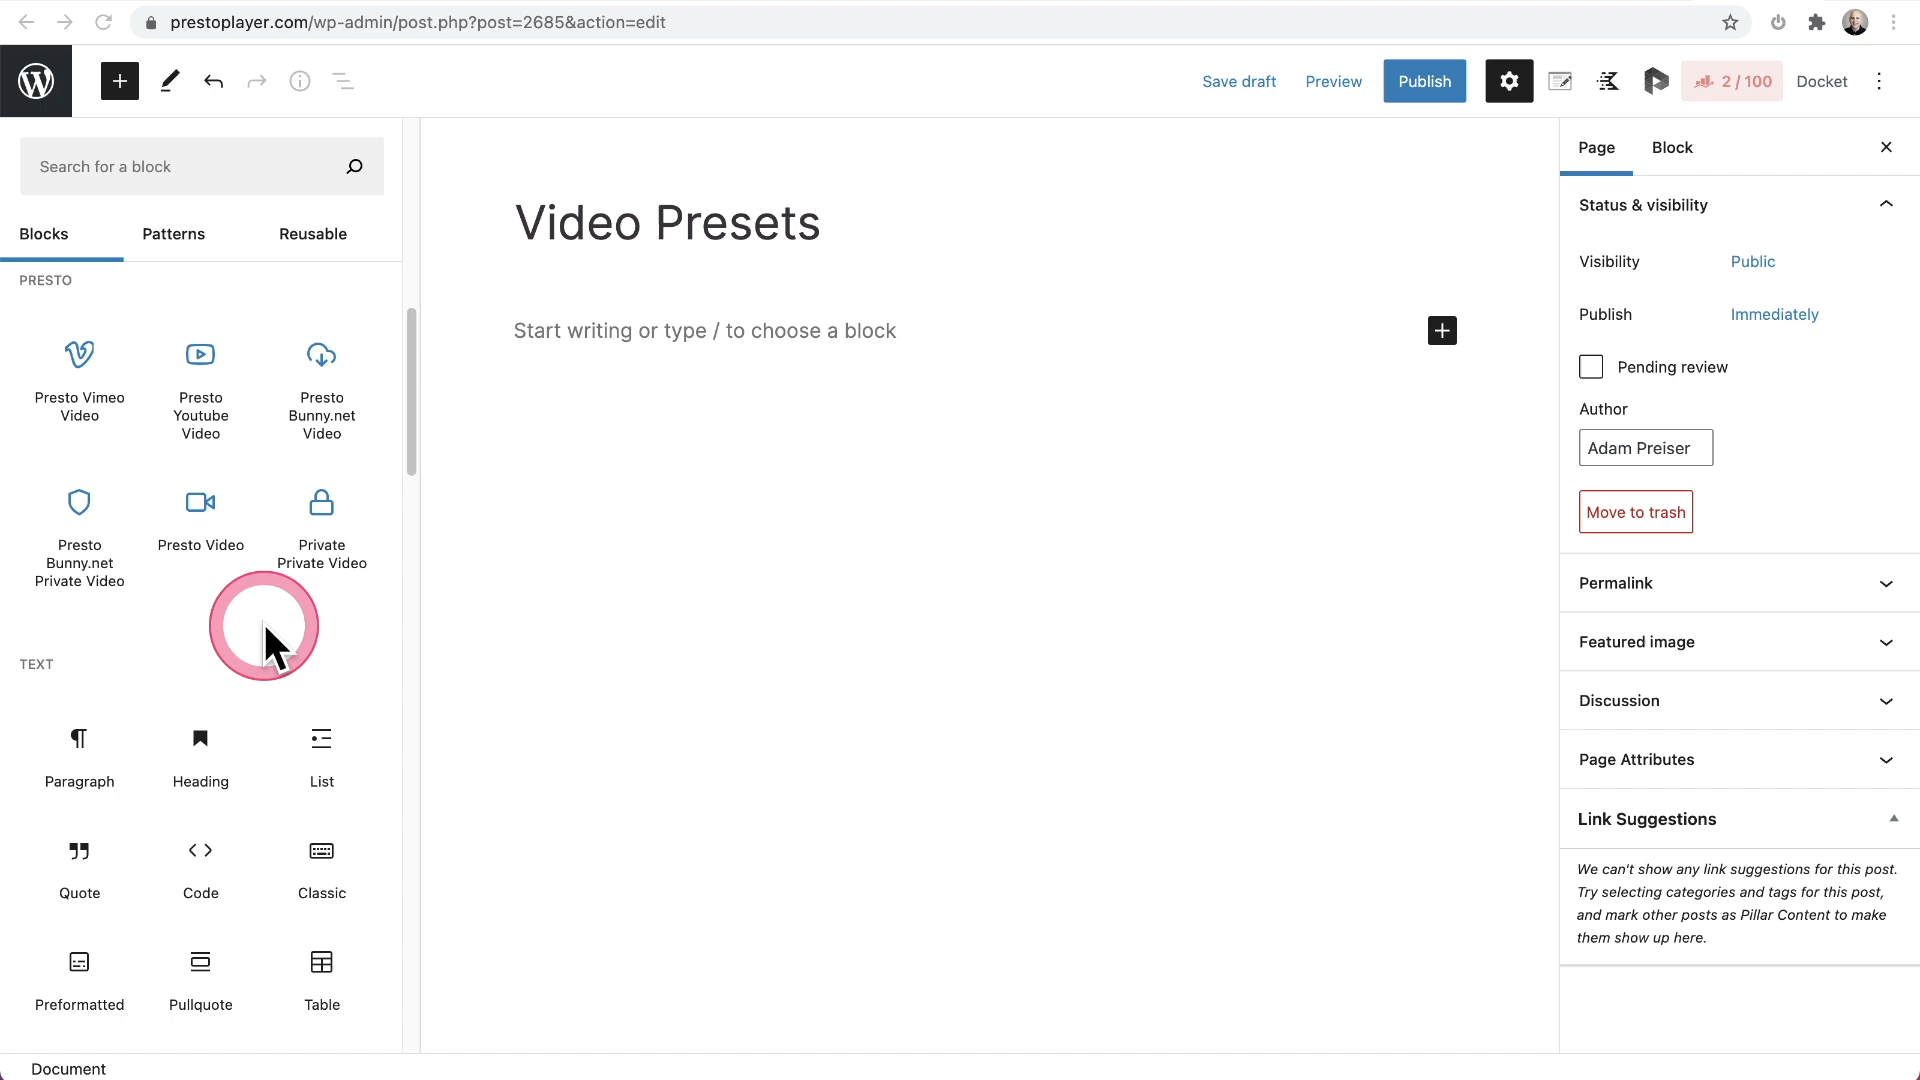 prestoplayer.com/wp-admin/post.php?post=2685&action=edit
Save draft
Preview
Publish
2 / 100
Docket
Search for a block
Blocks
Patterns
Reusable
PRESTO
Presto Vimeo
Video
Presto
Youtube
Video
Presto
Bunny.net
Video
Presto
Bunny.net
Private Video
Presto Video
Private
Private Video
TEXT
Paragraph
Heading
List
Quote
Code
Classic
Preformatted
Pullquote
Table
Document
Video Presets
Start writing or type / to choose a block
Page
Block
Status & visibility
Visibility
Public
Publish
Immediately
Pending review
Author
Adam Preiser
Move to trash
Permalink
Featured image
Discussion
Page Attributes
Link Suggestions
We can't show any link suggestions for this post.
Try selecting categories and tags for this post,
and mark other posts as Pillar Content to make
them show up here.